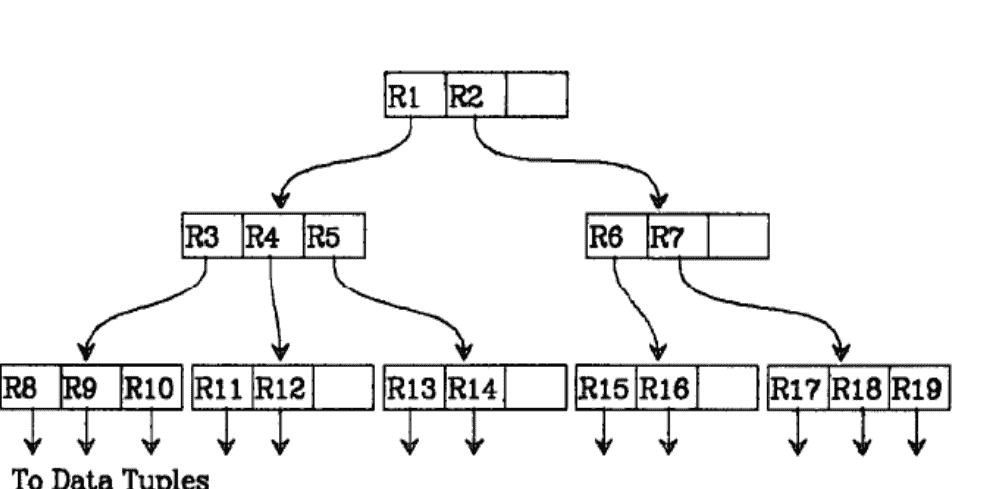 R1 R2
R3 R4 R5
R6 R7
R8 R9 R10
R11 R12
R13 R14
R15 R16
R17 R18 R19
To Data Tuples